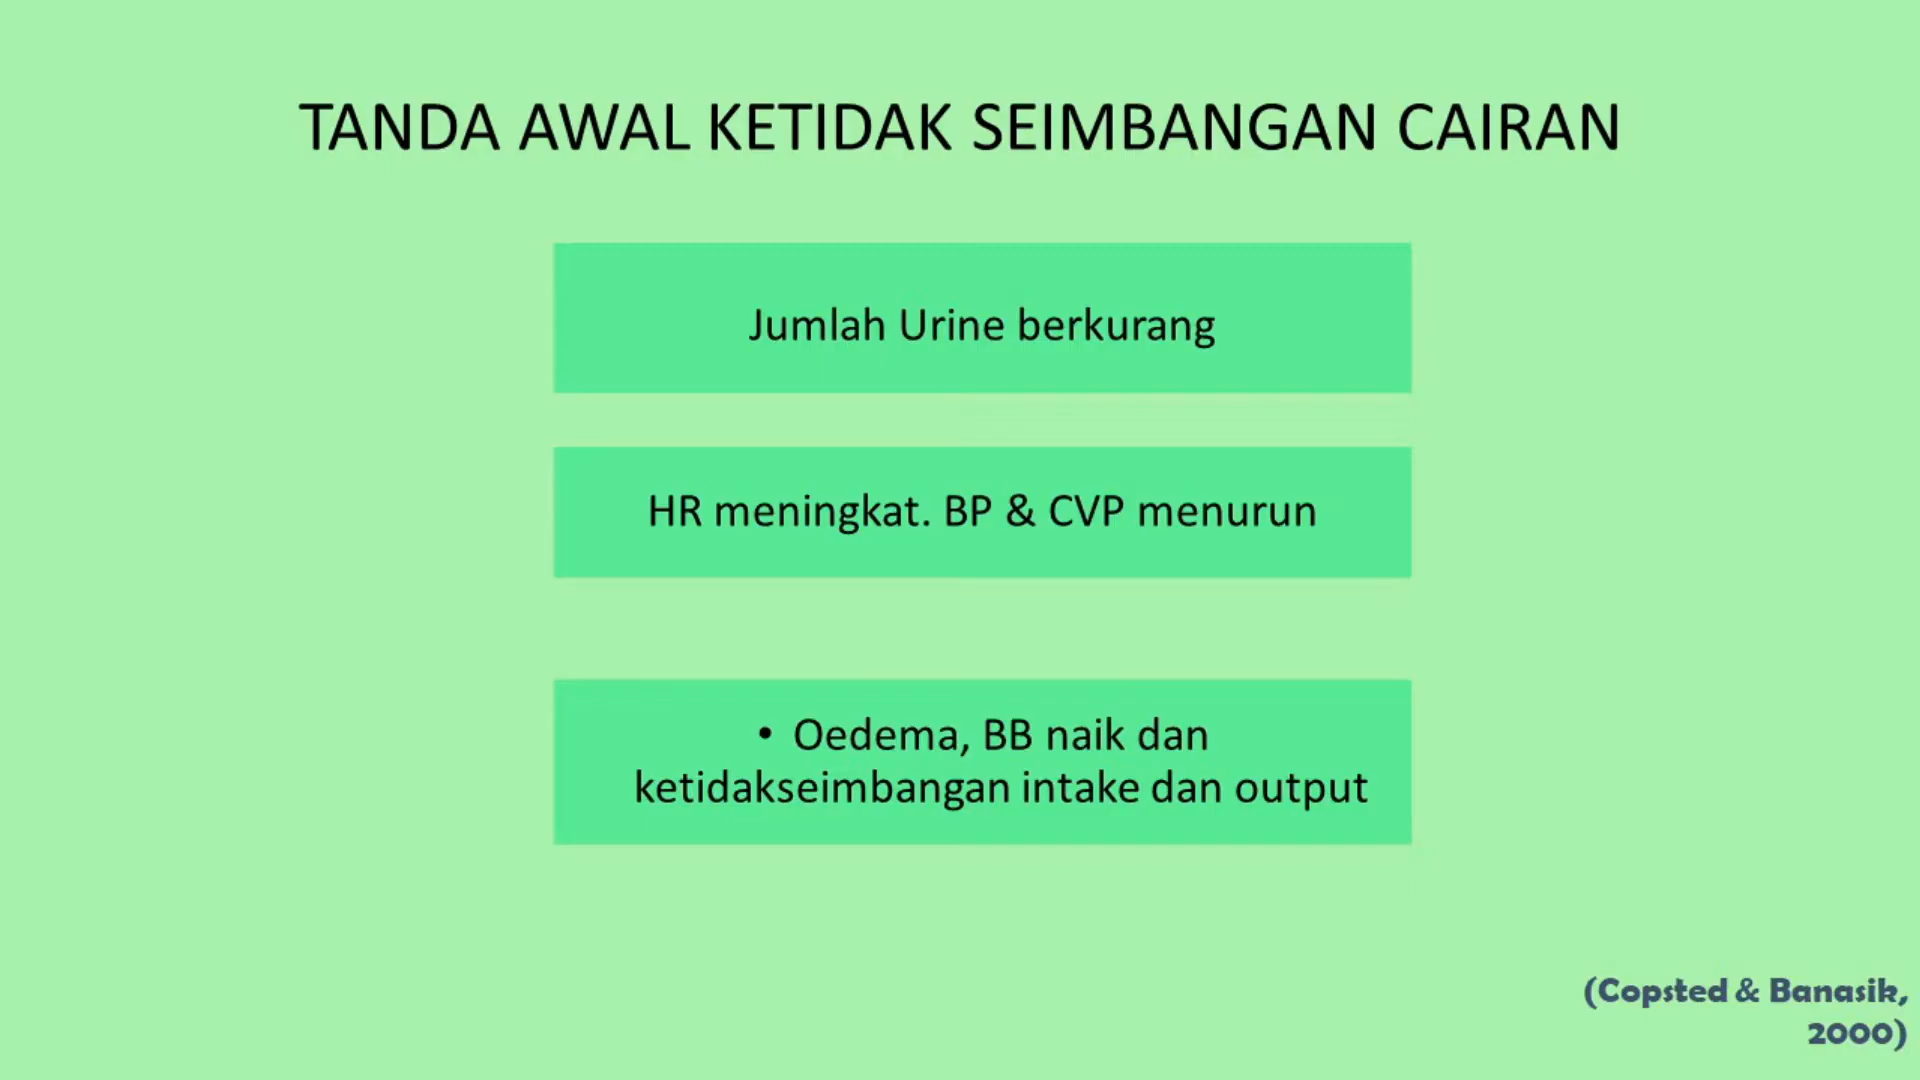 TANDA AWAL KETIDAK SEIMBANGAN CAIRAN
Jumlah Urine berkurang
HR meningkat. BP & CVP menurun
• Oedema, BB naik dan
ketidakseimbangan intake dan output
(Copsted & Banasik,
2000)